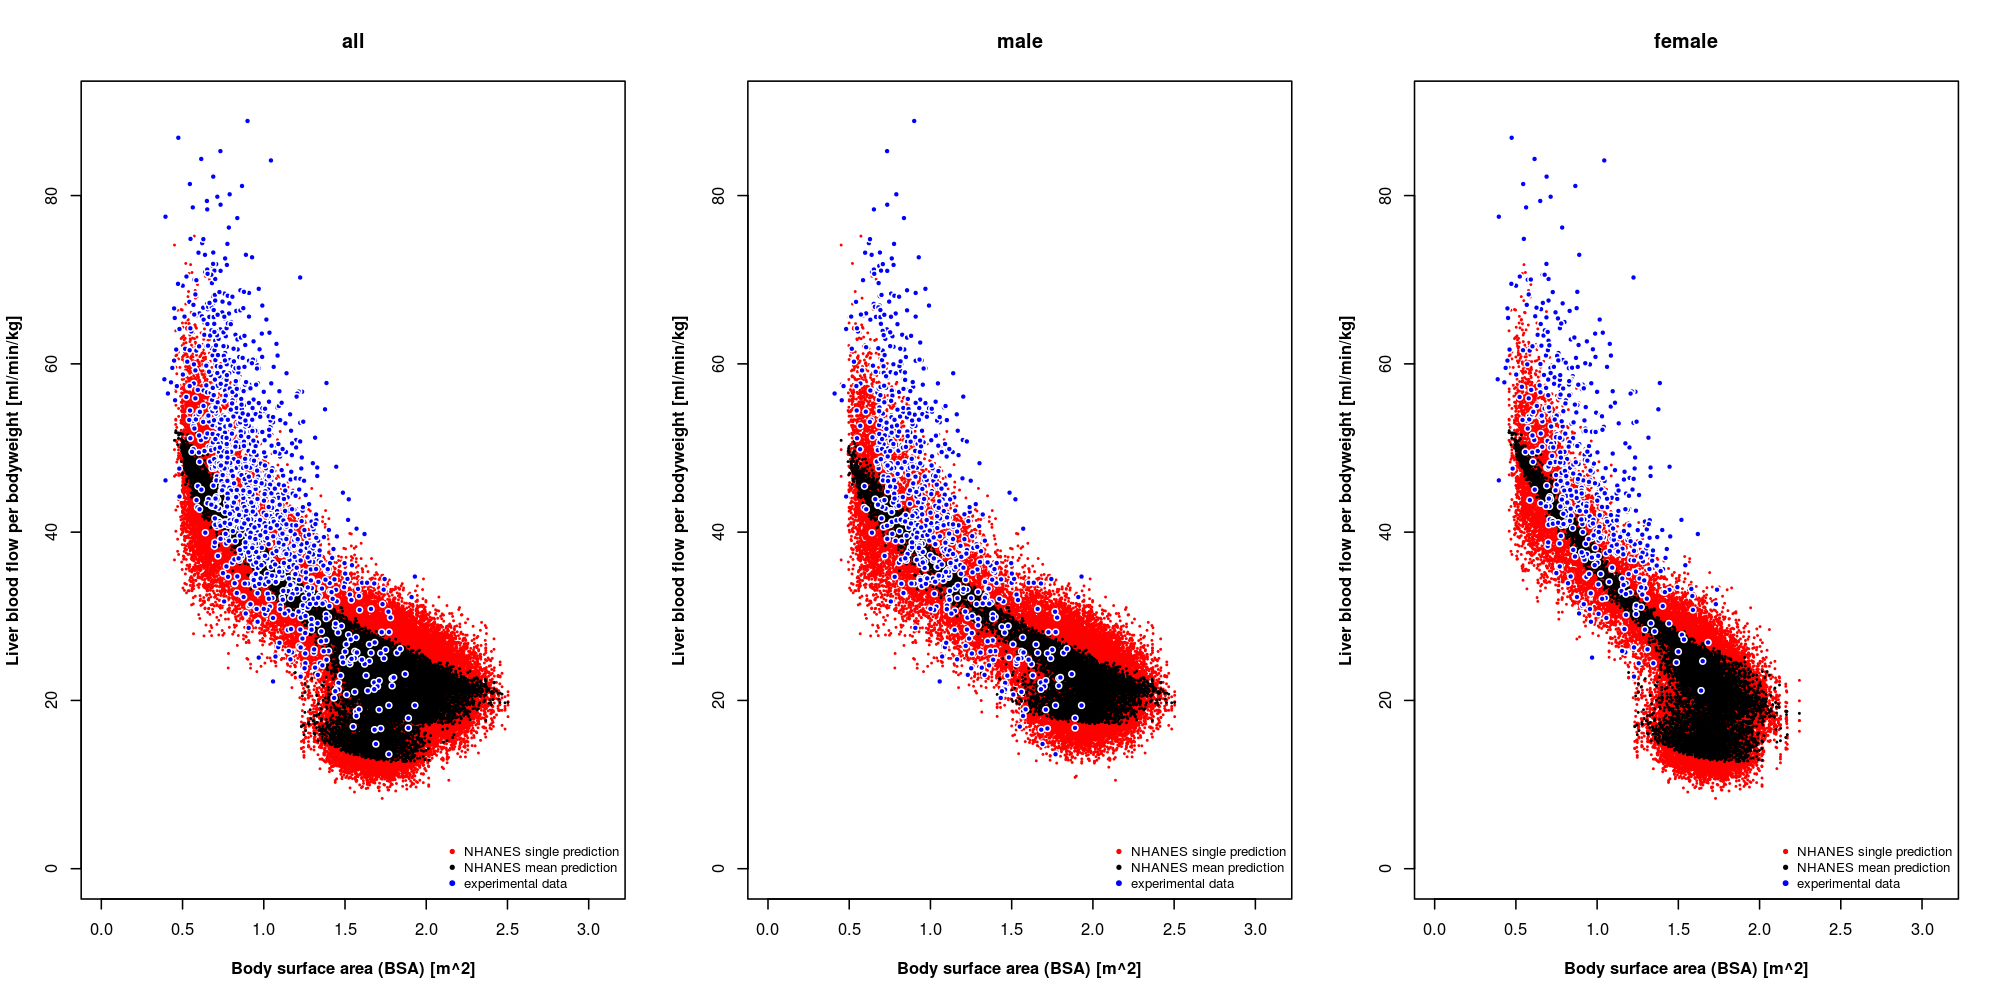 all
Liver blood flow per bodyweight [ml/min/kg]
80
60
40
20
0
NHANES single prediction
NHANES mean prediction
experimental data
0.0 0.5 1.0 1.5 2.0 2.5 3.0
Body surface area (BSA) [m^2]
male
Liver blood flow per bodyweight [ml/min/kg]
80
60
40
20
0
NHANES single prediction
NHANES mean prediction
experimental data
0.0 0.5 1.0 1.5 2.0 2.5 3.0
Body surface area (BSA) [m^2]
female
Liver blood flow per bodyweight [ml/min/kg]
80
60
40
20
0
NHANES single prediction
NHANES mean prediction
experimental data
0.0 0.5 1.0 1.5 2.0 2.5 3.0
Body surface area (BSA) [m^2]